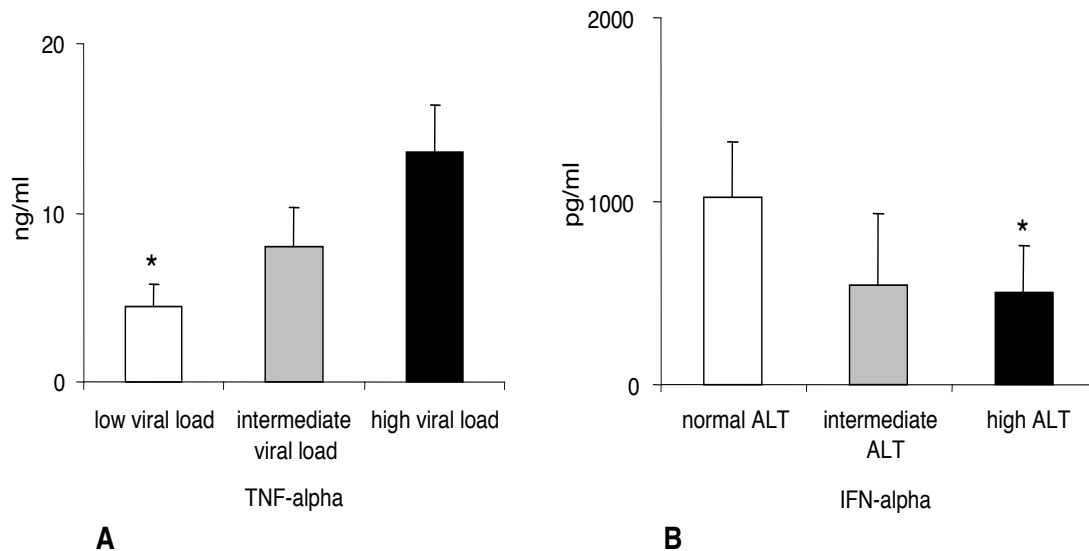 20
10
0
ng/ml
*
low viral load
intermediate
viral load
high viral load
TNF-alpha
A
2000
1000
0
pg/ml
*
normal ALT
intermediate
ALT
high ALT
IFN-alpha
B